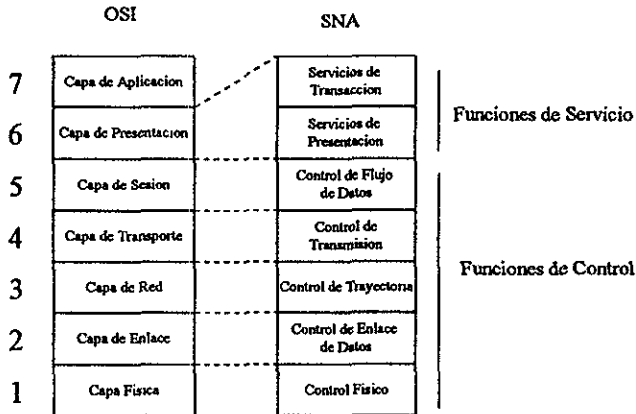 OSI
SNA
7
Capa de Aplicacion
Servicios de
Transaccion
6
Capa de Presentacion
Servicios de
Presentacion
Funciones de Servicio
5
Capa de Sesion
Control de Flujo
de Datos
4
Capa de Transporte
Control de
Transmision
3
Capa de Red
Control de Trayectoria
Funciones de Control
2
Capa de Enlace
Control de Enlace
de Datos
1
Capa Fisica
Control Fisico